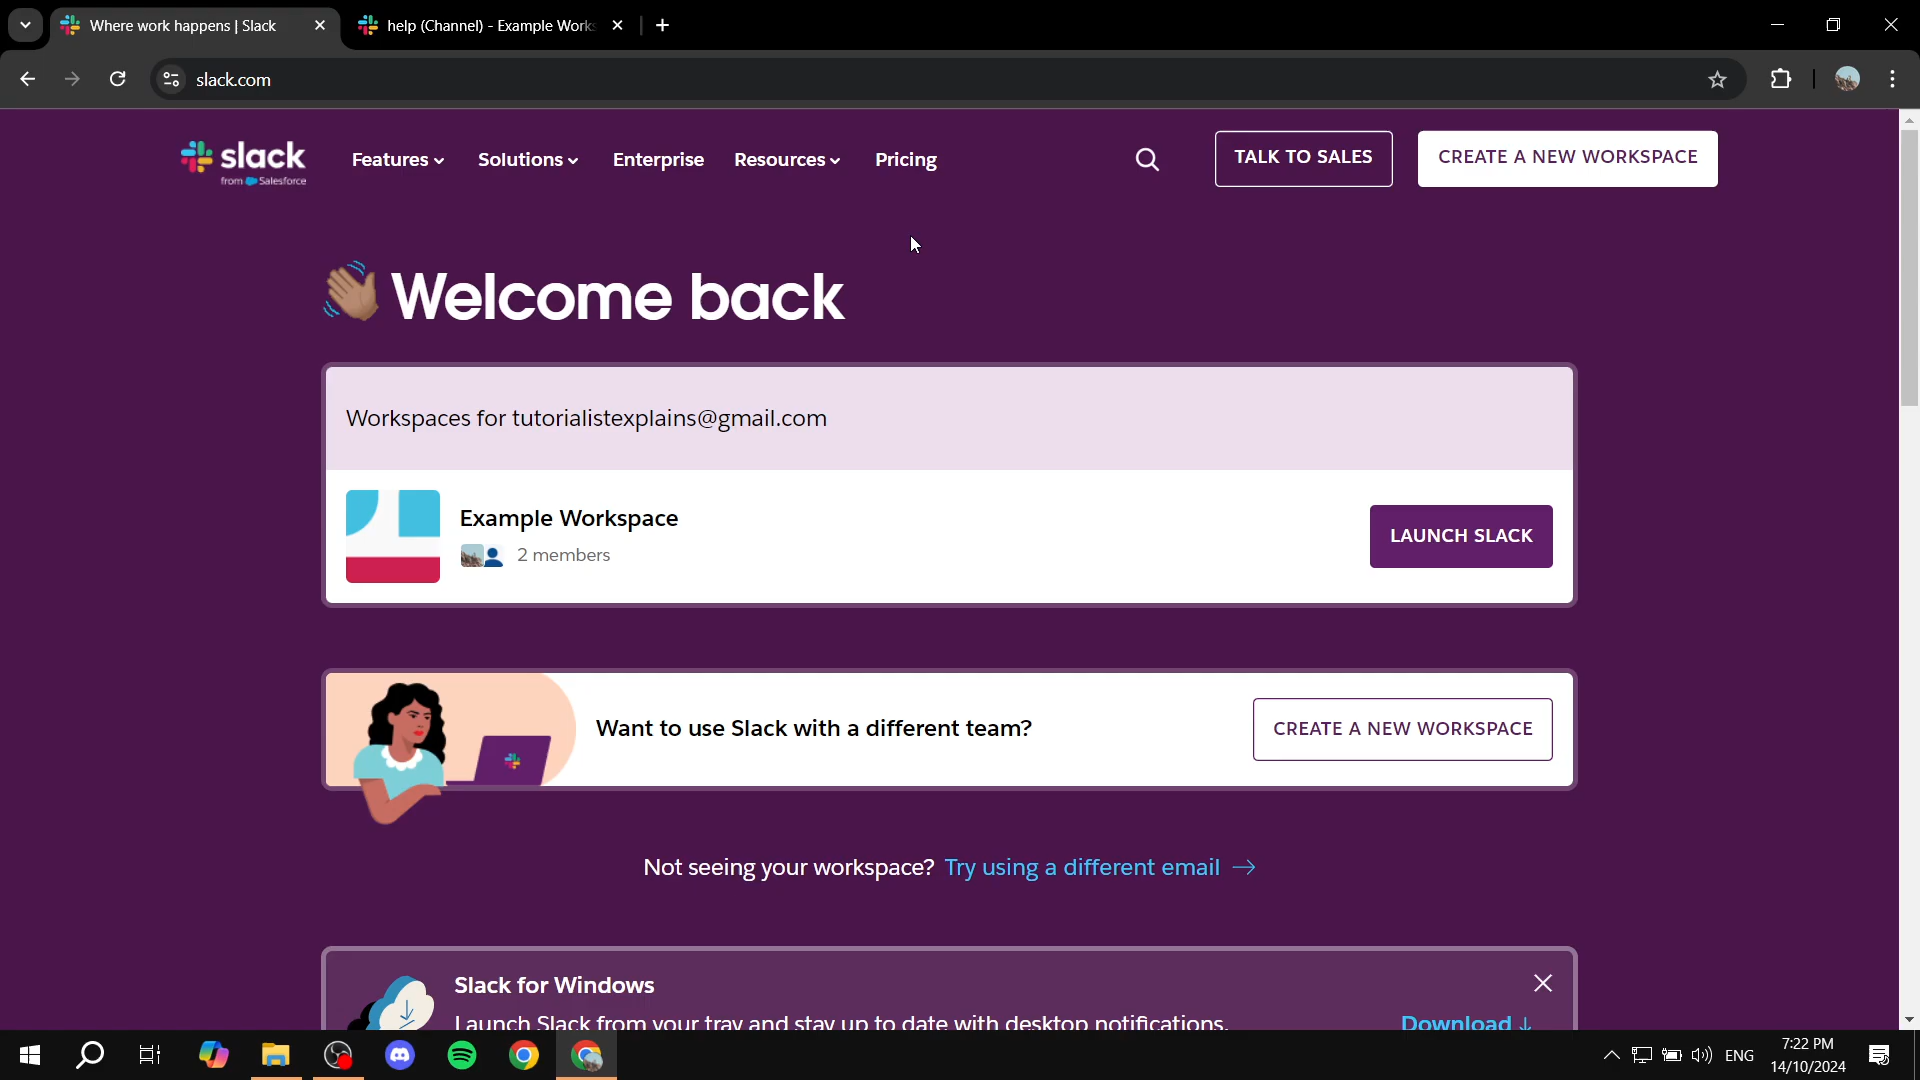 Where work happens | Slack
help (Channel) - Example Works
slack.com
slack
from Salesforce
Features
Solutions
Enterprise
Resources
Pricing
TALK TO SALES
CREATE A NEW WORKSPACE
Welcome back
Workspaces for tutorialistexplains@gmail.com
Example Workspace
2 members
LAUNCH SLACK
Want to use Slack with a different team?
CREATE A NEW WORKSPACE
Not seeing your workspace? Try using a different email →
Slack for Windows
Launch Slack from your tray and stay up to date with desktop notifications.
Download ↓
ENG
7:22 PM
14/10/2024